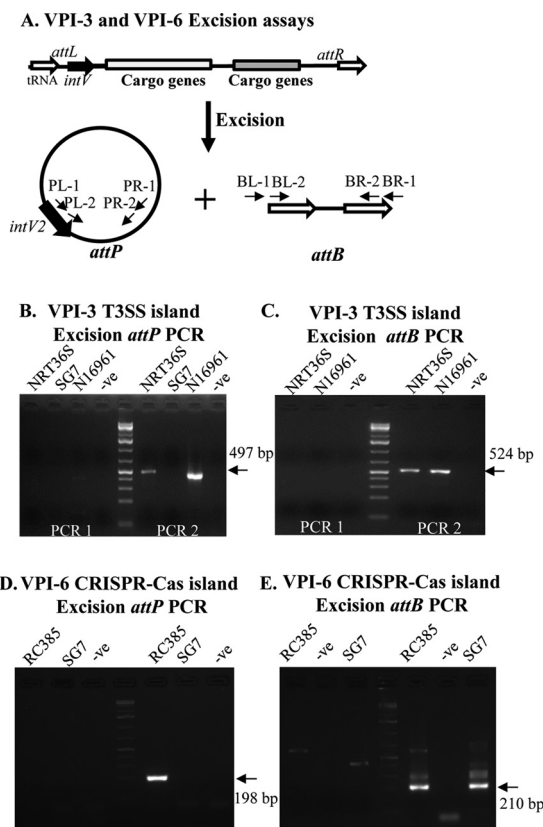 A. VPI-3 and VPI-6 Excision assays
attL
attR
tRNA intV Cargo genes Cargo genes
Excision
PL-1 PR-1
PL-2 PR-2
intV2
attP
+
BL-1 BL-2 BR-2 BR-1
attB
B. VPI-3 T3SS island
Excision attP PCR
NRT36S SG7 N16961 -ve NRT36S SG7 N16961 -ve
497 bp
PCR 1 PCR 2
C. VPI-3 T3SS island
Excision attB PCR
NRT36S N16961 -ve NRT36S N16961 -ve
524 bp
PCR 1 PCR 2
D. VPI-6 CRISPR-Cas island
Excision attP PCR
RC385 SG7 -ve RC385 SG7 -ve
198 bp
E. VPI-6 CRISPR-Cas island
Excision attB PCR
RC385 -ve SG7 RC385 -ve SG7
210 bp